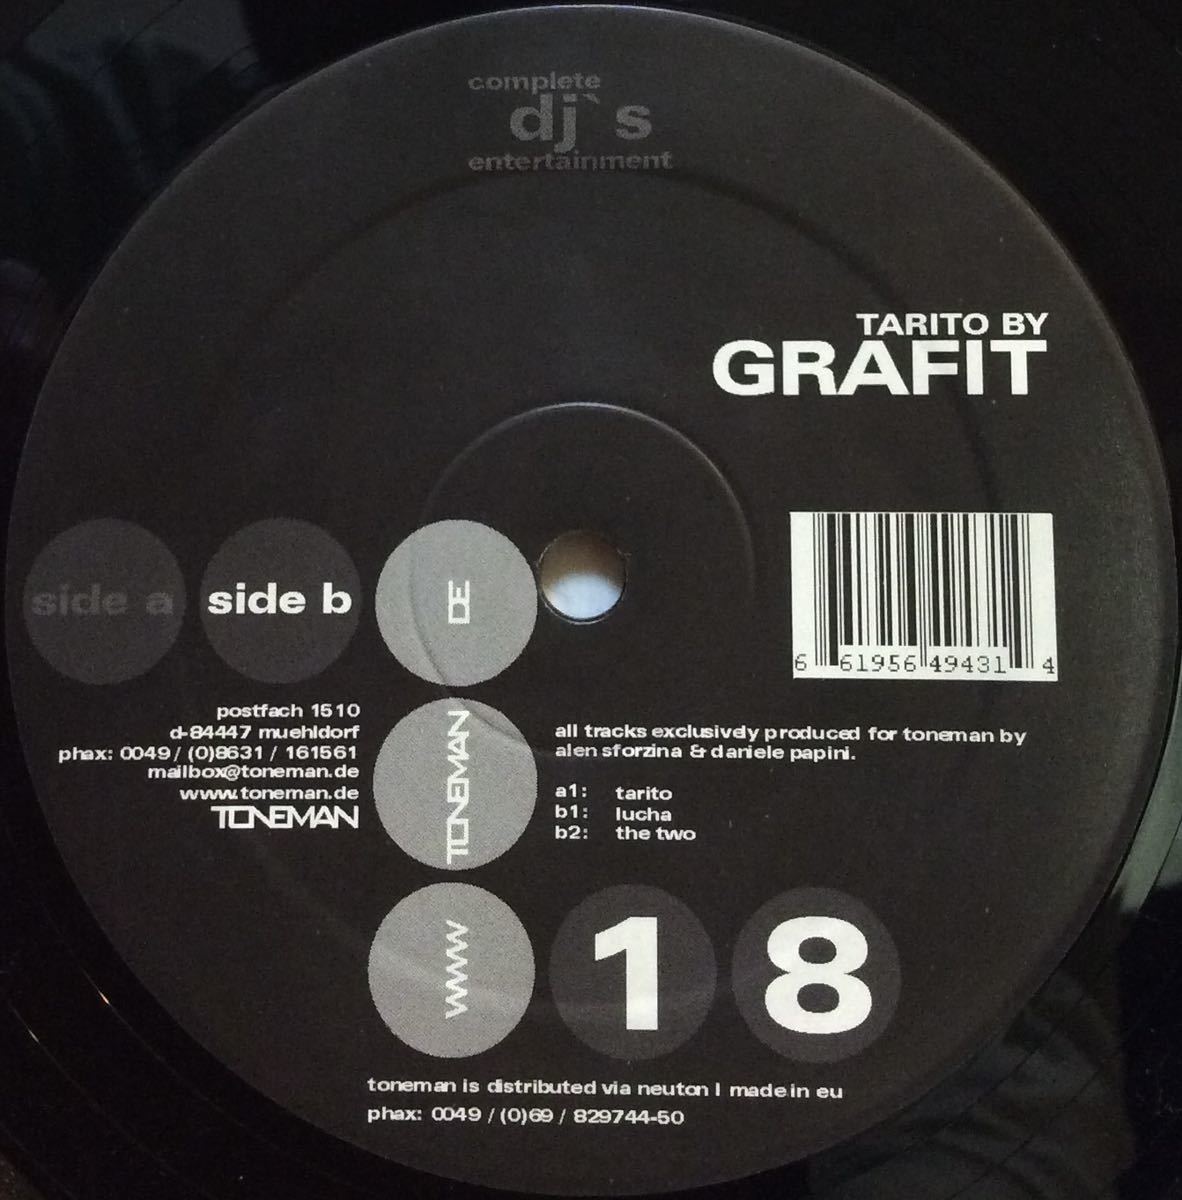 complete
dj`s
entertainment
TARITO BY
GRAFIT
side a
side b
DE
6 61956 49431 4
postfach 1510
d-84447 muehldorf
phax: 0049 / (0)8631 / 161561
mailbox@toneman.de
www.toneman.de
TONEMAN
TONEMAN
all tracks exclusively produced for toneman by
alen sforzina & dariele papini.
a1: tarito
b1: lucha
b2: the two
WWW
18
toneman is distributed via neuton | made in eu
phax: 0049 / (0)69 / 829744-50